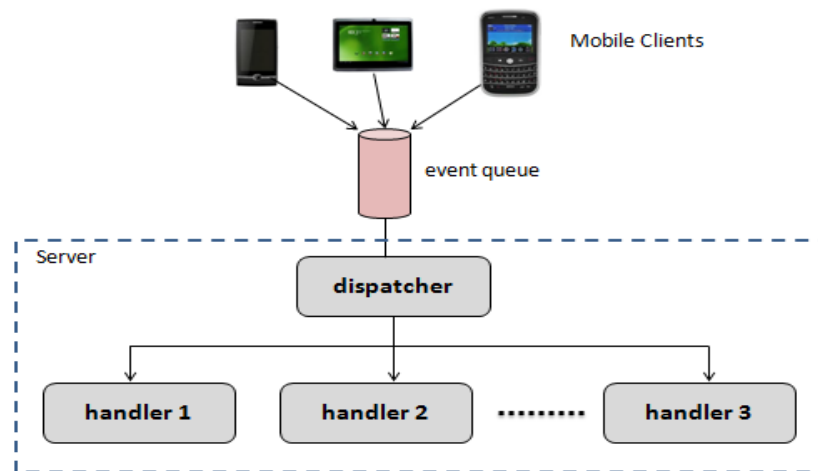 Mobile Clients
event queue
Server
dispatcher
handler 1
handler 2
handler 3